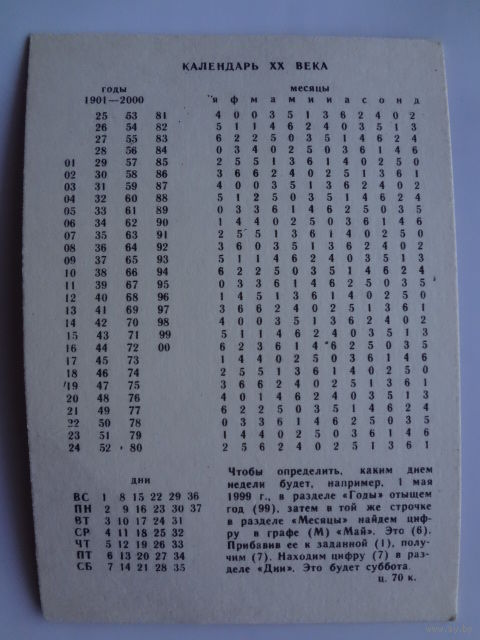 КАЛЕНДАРЬ XX ВЕКА
годы месяцы
1901—2000 я ф м а м и и а с о н д
25 53 81 4 0 0 3 5 1 3 6 2 4 0 2
26 54 82 5 1 1 4 6 2 4 0 3 5 1 3
27 55 83 6 2 2 5 0 3 5 1 4 6 2 4
28 56 84 0 3 4 0 2 5 0 3 6 1 4 6
01 29 57 85 2 5 5 1 3 6 1 4 0 2 5 0
02 30 58 86 3 6 6 2 4 0 2 5 1 3 6 1
03 31 59 87 4 0 0 3 5 1 3 6 2 4 0 2
04 32 60 88 5 1 2 5 0 3 5 1 4 6 2 4
05 33 61 89 0 3 3 6 1 4 6 2 5 0 3 5
06 34 62 90 1 4 4 0 2 5 0 3 6 1 4 6
07 35 63 91 2 5 5 1 3 6 1 4 0 2 5 0
08 36 64 92 3 6 0 3 5 1 3 6 2 4 0 2
09 37 65 93 5 1 1 4 6 2 4 0 3 5 1 3
10 38 66 94 6 2 2 5 0 3 5 1 4 6 2 4
11 39 67 95 0 3 3 6 1 4 6 2 5 0 3 5
12 40 68 96 1 4 5 1 3 6 1 4 0 2 5 0
13 41 69 97 3 6 6 2 4 0 2 5 1 3 6 1
14 42 70 98 4 0 0 3 5 1 3 6 2 4 0 2
15 43 71 99 5 1 1 4 6 2 4 0 3 5 1 3
16 44 72 00 6 2 3 6 1 4 6 2 5 0 3 5
17 45 73 1 4 4 0 2 5 0 3 6 1 4 6
18 46 74 2 5 5 1 3 6 1 4 0 2 5 0
19 47 75 3 6 6 2 4 0 2 5 1 3 6 1
20 48 76 4 0 1 4 6 2 4 0 3 5 1 3
21 49 77 6 2 2 5 0 3 5 1 4 6 2 4
22 50 78 0 3 3 6 1 4 6 2 5 0 3 5
23 51 79 1 4 4 0 2 5 0 3 6 1 4 6
24 52 80 2 5 6 2 4 0 2 5 1 3 6 1
дни
ВС 1 8 15 22 29 36
ПН 2 9 16 23 30 37
ВТ 3 10 17 24 31
СР 4 11 18 25 32
ЧТ 5 12 19 26 33
ПТ 6 13 20 27 34
СБ 7 14 21 28 35
Чтобы определить, каким днем
недели будет, например, 1 мая
1999 г., в разделе «Годы» отыщем
год (99), затем в той же строчке
в разделе «Месяцы» найдем циф-
ру в графе (М) «Май». Это (6).
Прибавив ее к заданной (1), полу-
чим (7). Находим цифру (7) в раз-
деле «Дни». Это будет суббота.
ц. 70 к.